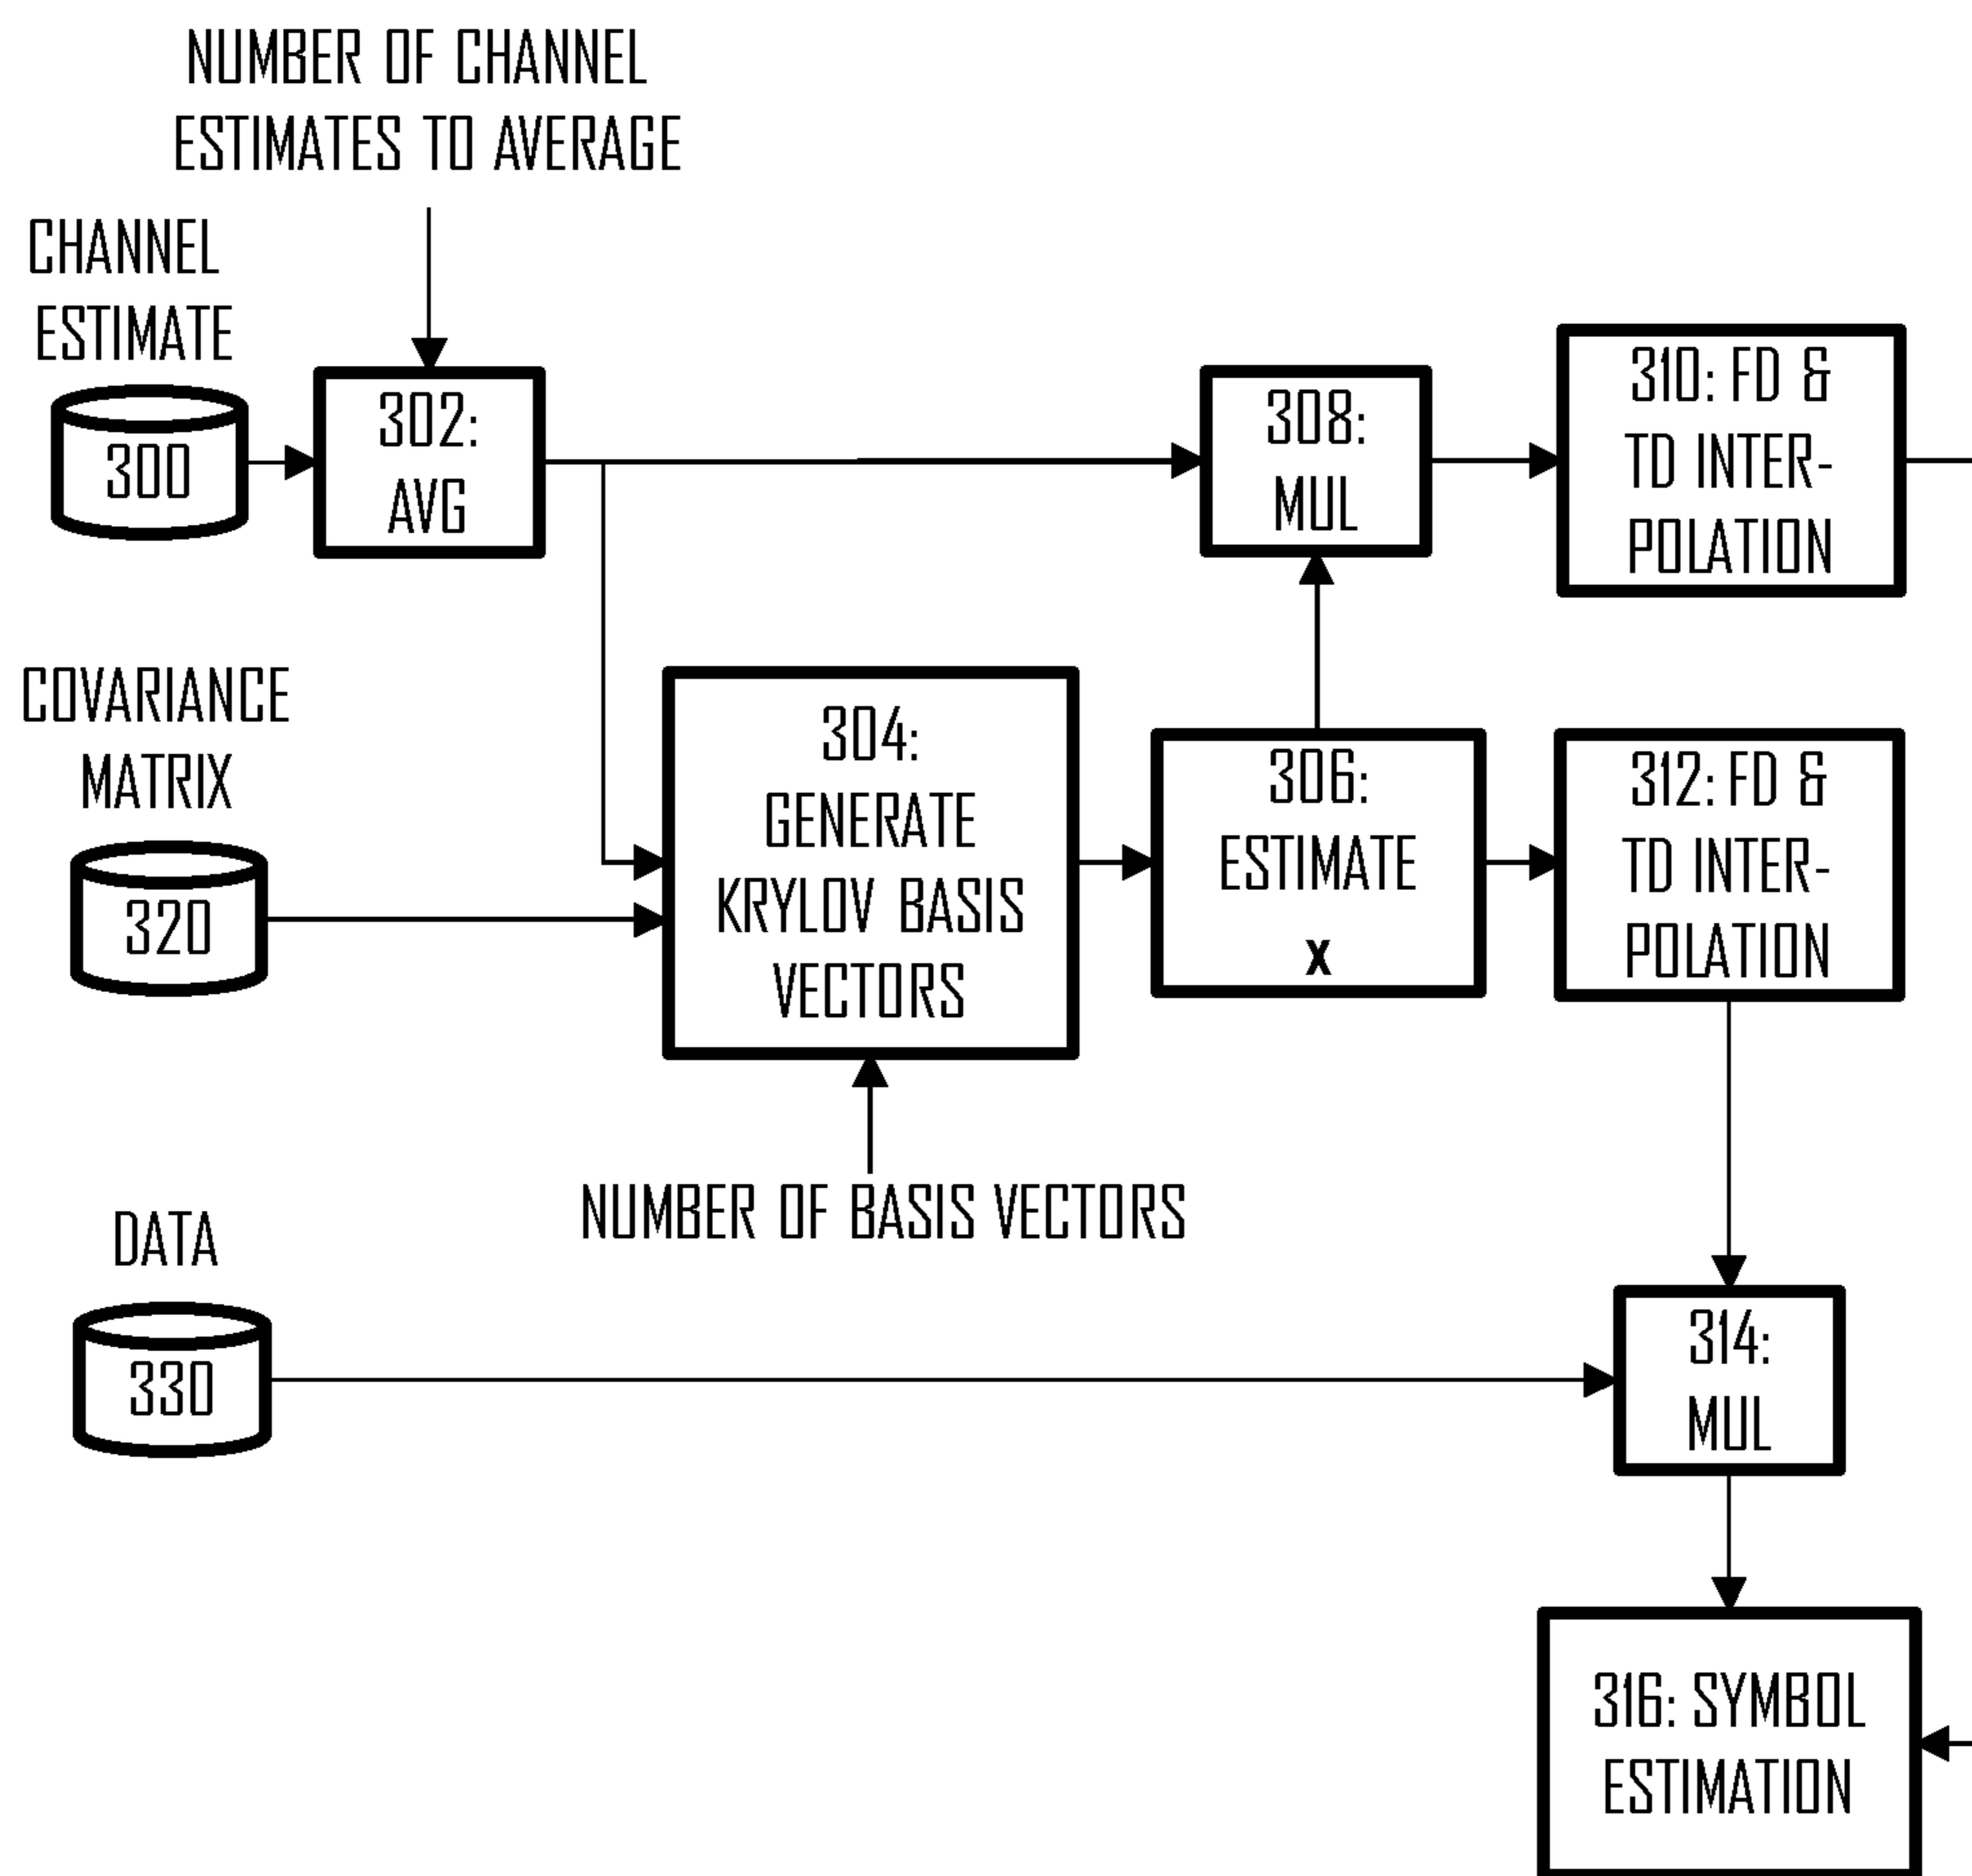 NUMBER OF CHANNEL
ESTIMATES TO AVERAGE
CHANNEL
ESTIMATE
300
302:
AVG
308:
MUL
310: FD &
TD INTER-
POLATION
COVARIANCE
MATRIX
320
304:
GENERATE
KRYLOV BASIS
VECTORS
306:
ESTIMATE
x
312: FD &
TD INTER-
POLATION
NUMBER OF BASIS VECTORS
DATA
330
314:
MUL
316: SYMBOL
ESTIMATION